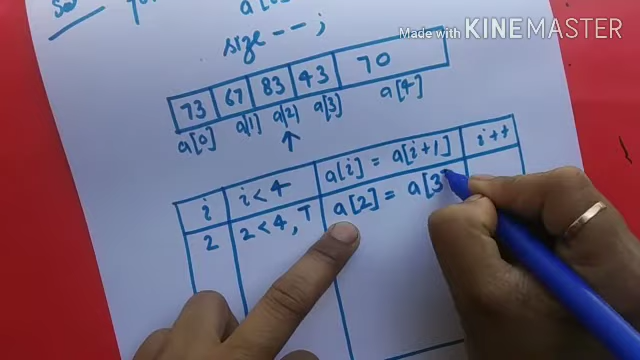 Made with KINEMASTER
size -- ;
73 67 83 43 70
a[0] a[1] a[2] a[3] a[4]
↑
i i<4 a[i] = a[i+1] i++
2 2<4, T a[2] = a[3